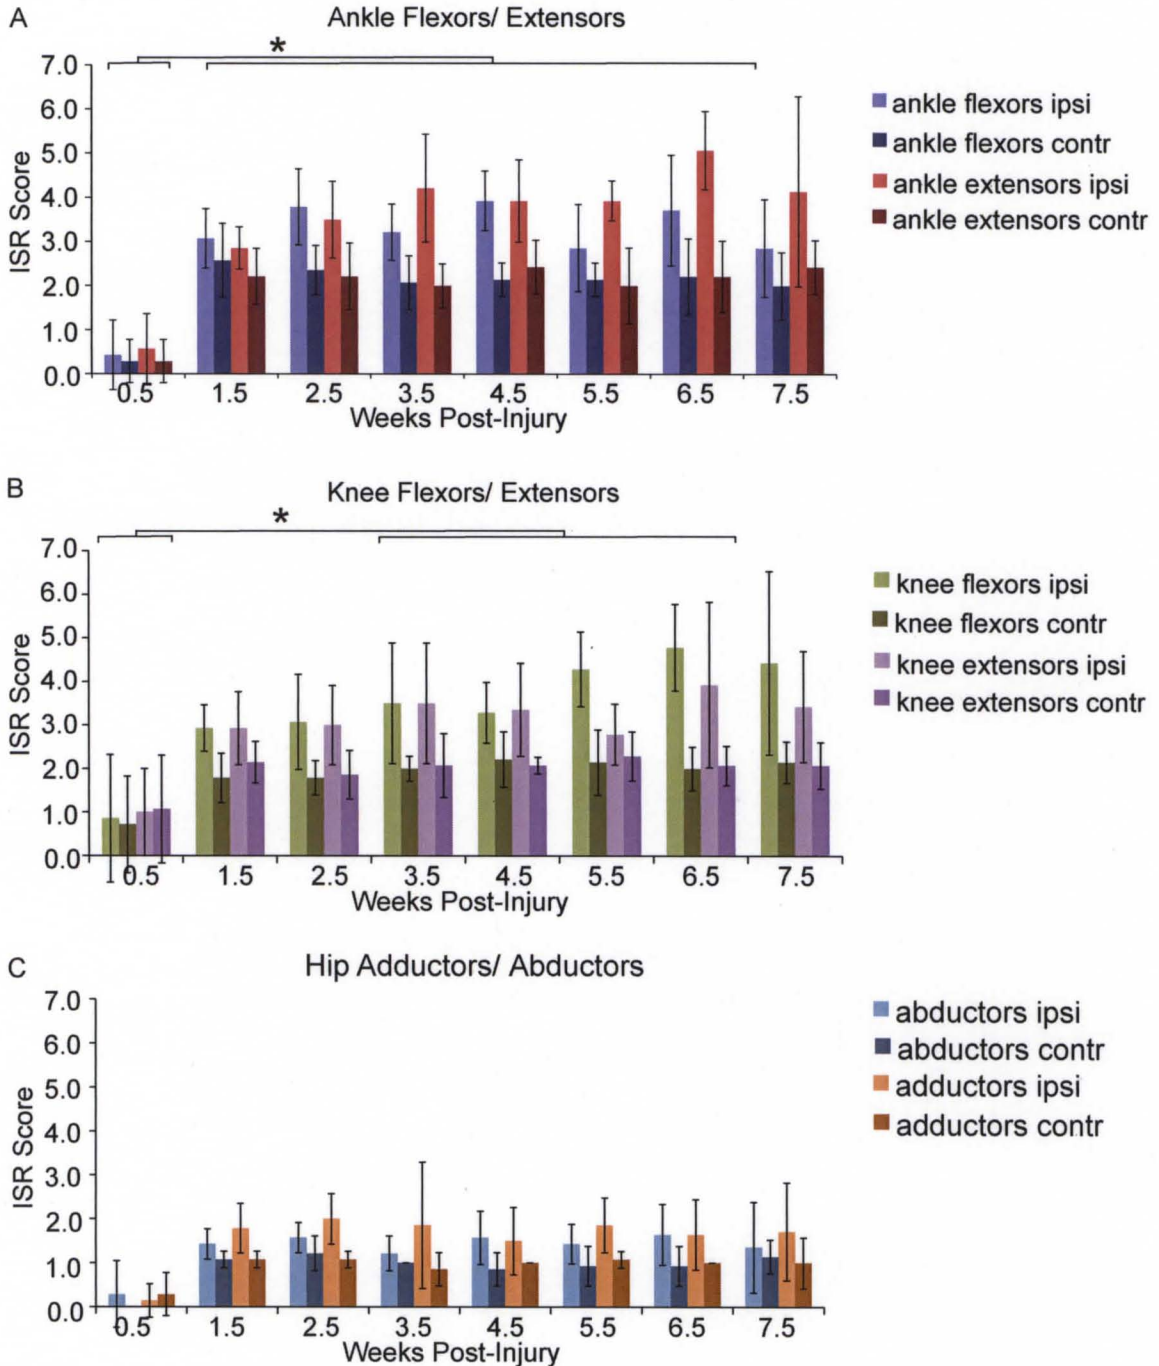 A
Ankle Flexors/ Extensors
*
7.0
6.0
5.0
4.0
3.0
2.0
1.0
0.0
ISR Score
0.5 1.5 2.5 3.5 4.5 5.5 6.5 7.5
Weeks Post-Injury
ankle flexors ipsi
ankle flexors contr
ankle extensors ipsi
ankle extensors contr
B
Knee Flexors/ Extensors
*
7.0
6.0
5.0
4.0
3.0
2.0
1.0
0.0
ISR Score
0.5 1.5 2.5 3.5 4.5 5.5 6.5 7.5
Weeks Post-Injury
knee flexors ipsi
knee flexors contr
knee extensors ipsi
knee extensors contr
C
Hip Adductors/ Abductors
7.0
6.0
5.0
4.0
3.0
2.0
1.0
0.0
ISR Score
0.5 1.5 2.5 3.5 4.5 5.5 6.5 7.5
Weeks Post-Injury
abductors ipsi
abductors contr
adductors ipsi
adductors contr